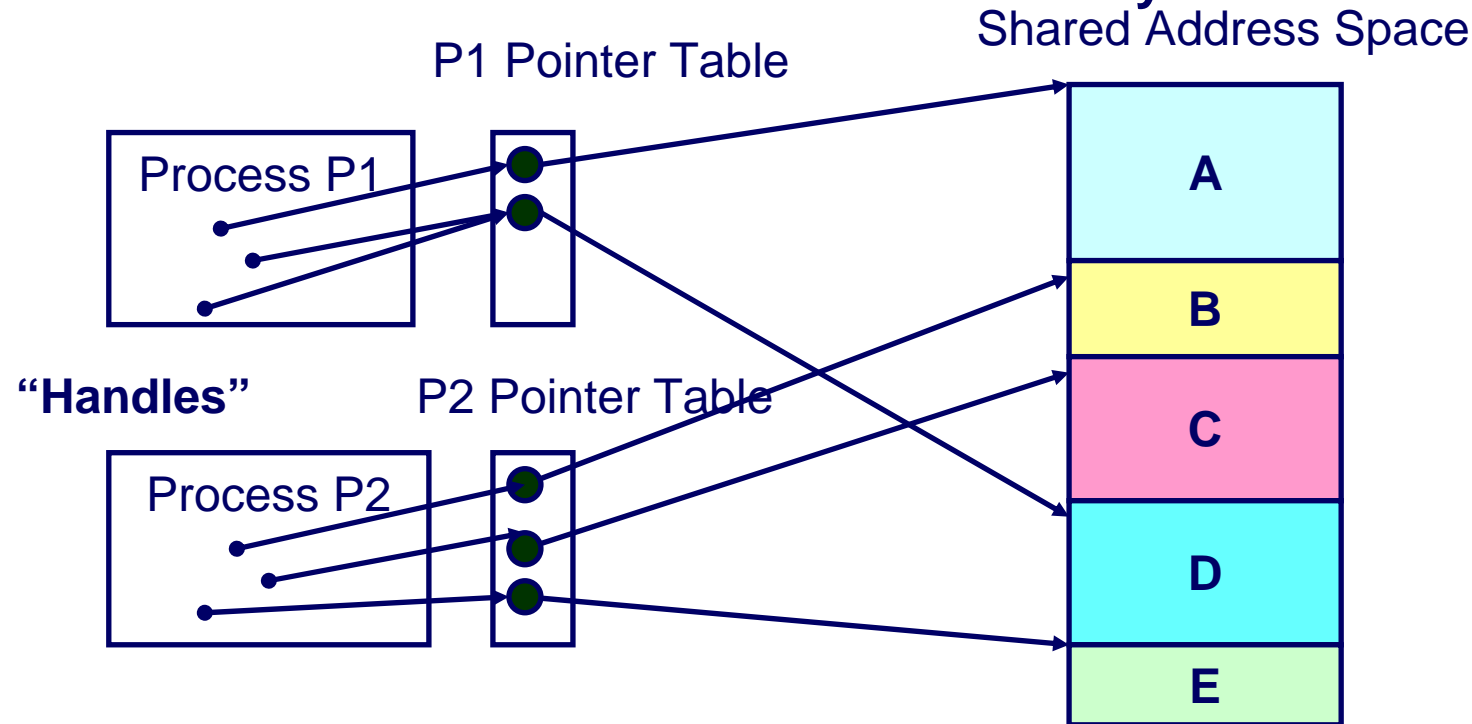 Shared Address Space
P1 Pointer Table
Process P1
A
B
“Handles”
P2 Pointer Table
C
Process P2
D
E